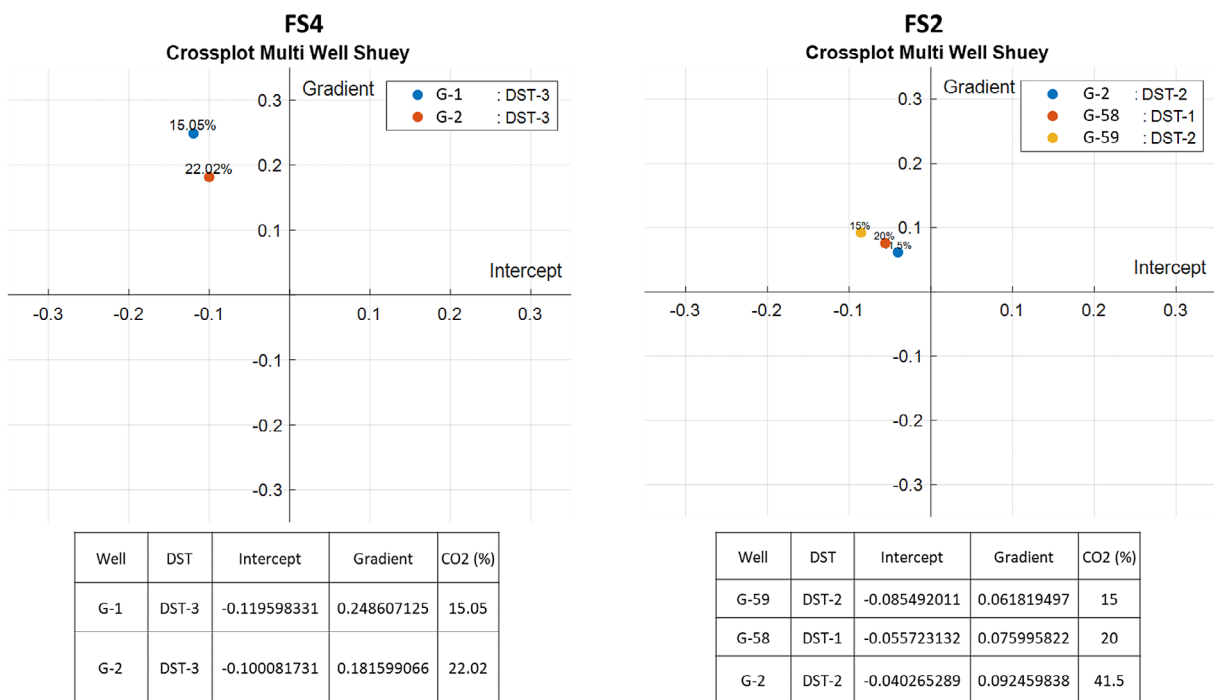 FS4
Crossplot Multi Well Shuey
Gradient
G-1 : DST-3
G-2 : DST-3
0.3
15.05%
0.2
22.02%
0.1
Intercept
-0.3 -0.2 -0.1 0.1 0.2 0.3
-0.1
-0.2
-0.3
Well DST Intercept Gradient CO2 (%)
G-1 DST-3 -0.119598331 0.248607125 15.05
G-2 DST-3 -0.100081731 0.181599066 22.02
FS2
Crossplot Multi Well Shuey
Gradient
G-2 : DST-2
G-58 : DST-1
G-59 : DST-2
0.3
0.2
0.1
15%
20%
1.5%
Intercept
-0.3 -0.2 -0.1 0.1 0.2 0.3
-0.1
-0.2
-0.3
Well DST Intercept Gradient CO2 (%)
G-59 DST-2 -0.085492011 0.061819497 15
G-58 DST-1 -0.055723132 0.075995822 20
G-2 DST-2 -0.040265289 0.092459838 41.5